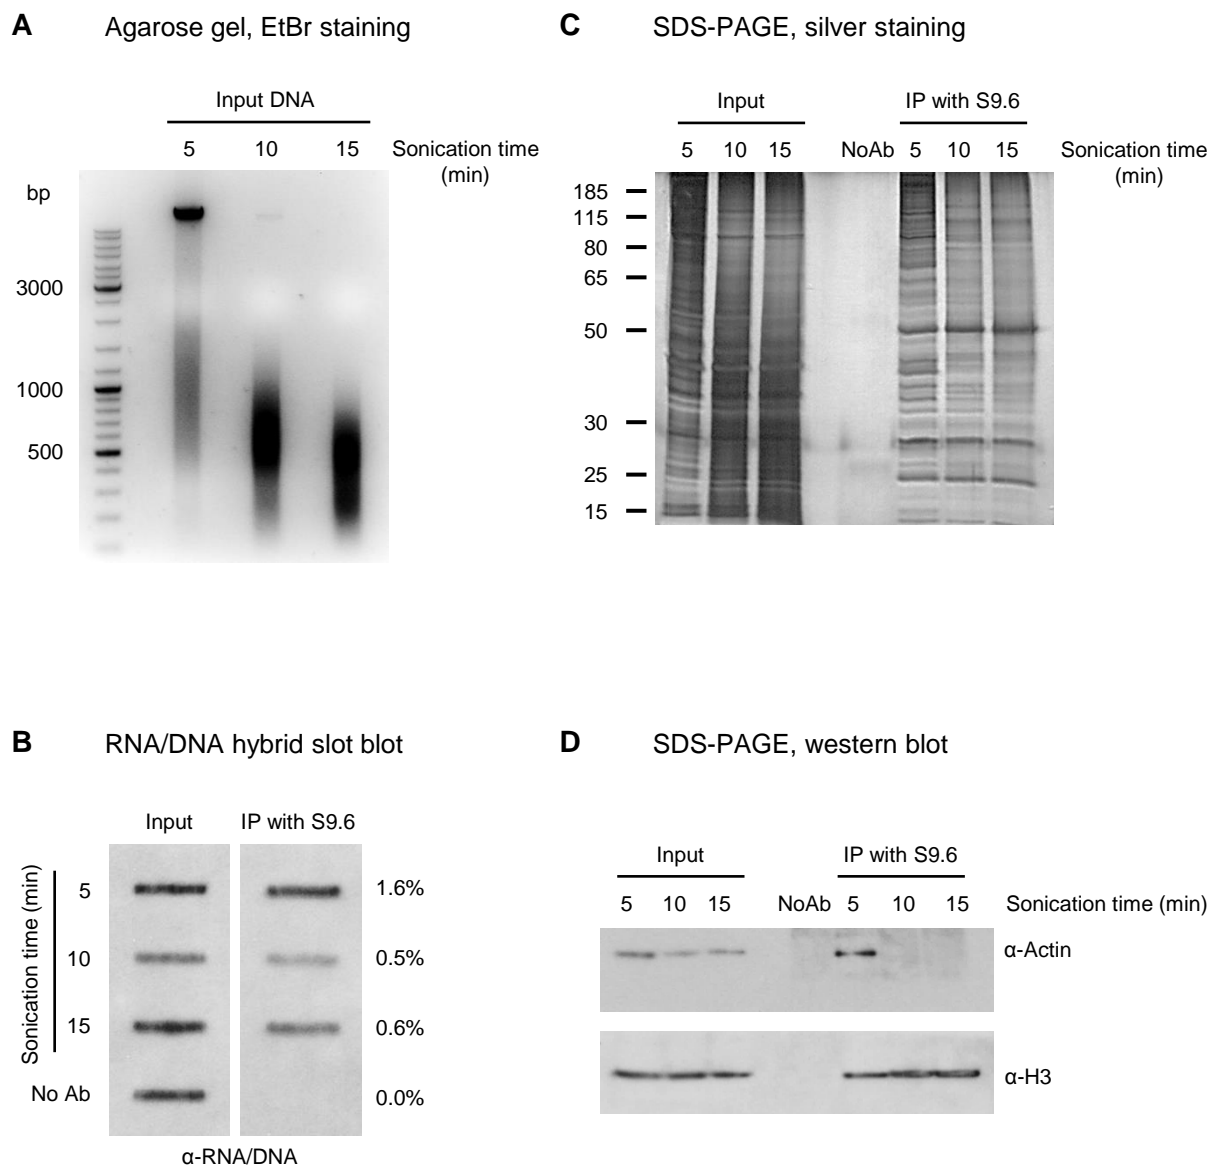 A Agarose gel, EtBr staining
Input DNA
5 10 15 Sonication time
(min)
bp
3000
1000
500
C SDS-PAGE, silver staining
Input IP with S9.6
5 10 15 NoAb 5 10 15 Sonication time
(min)
185
115
80
65
50
30
25
15
B RNA/DNA hybrid slot blot
Input IP with S9.6
Sonication time (min)
5 1.6%
10 0.5%
15 0.6%
No Ab 0.0%
α-RNA/DNA
D SDS-PAGE, western blot
Input IP with S9.6
5 10 15 NoAb 5 10 15 Sonication time (min)
α-Actin
α-H3